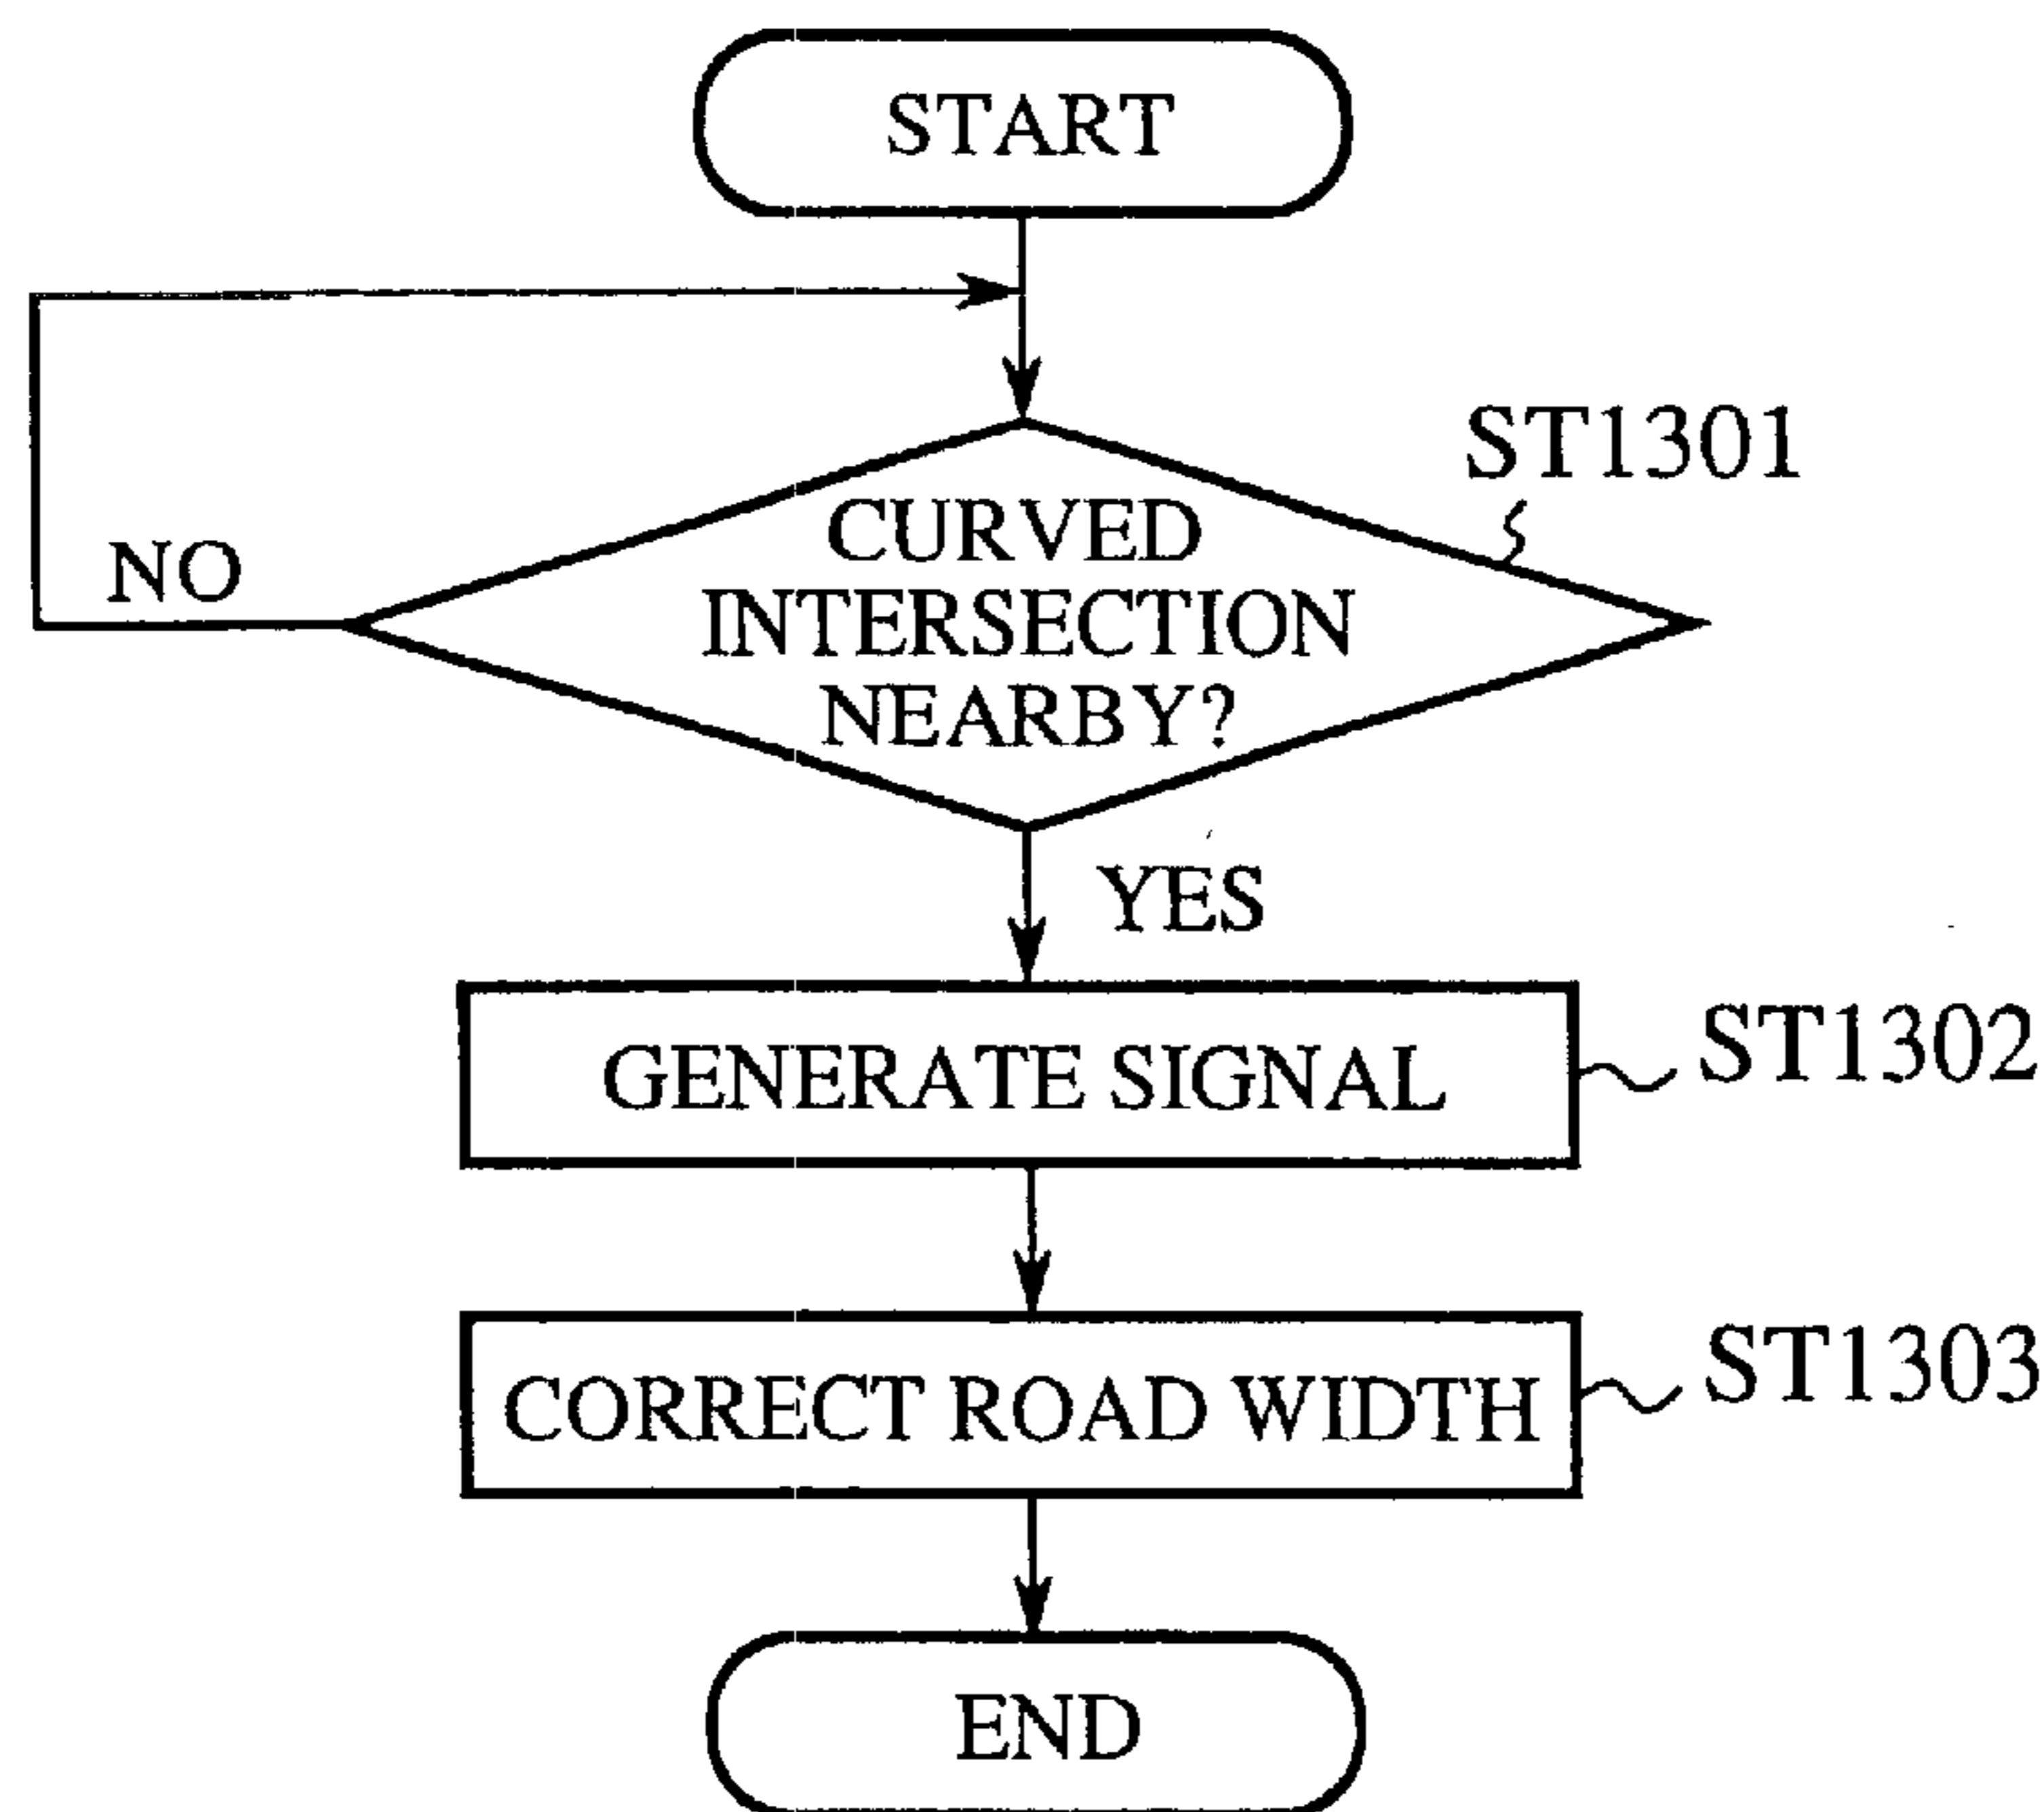 START
ST1301
CURVED
INTERSECTION
NEARBY?
NO
YES
GENERATE SIGNAL
ST1302
CORRECT ROAD WIDTH
ST1303
END